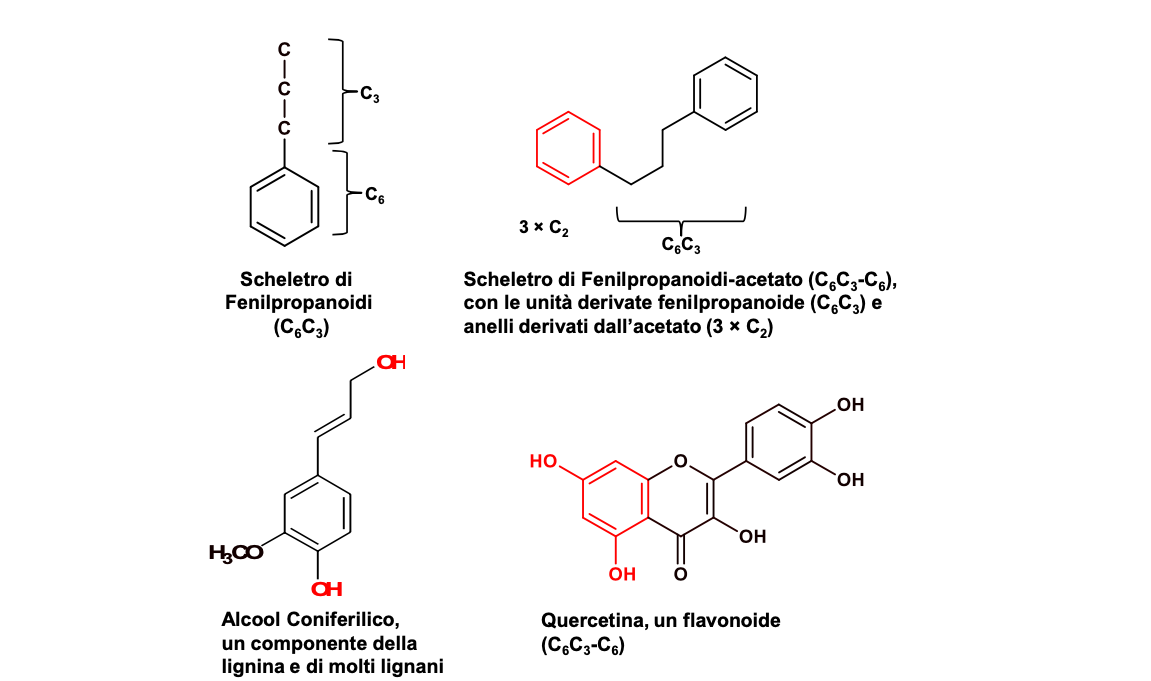 C
C
C
C₃
C₆
3 × C₂
C₆C₃
Scheletro di
Fenilpropanoidi
(C₆C₃)
Scheletro di Fenilpropanoidi-acetato (C₆C₃-C₆),
con le unità derivate fenilpropanoide (C₆C₃) e
anelli derivati dall’acetato (3 × C₂)
OH
H₃CO
OH
OH
HO
O
OH
OH
OH
O
Alcool Coniferilico,
un componente della
lignina e di molti lignani
Quercetina, un flavonoide
(C₆C₃-C₆)